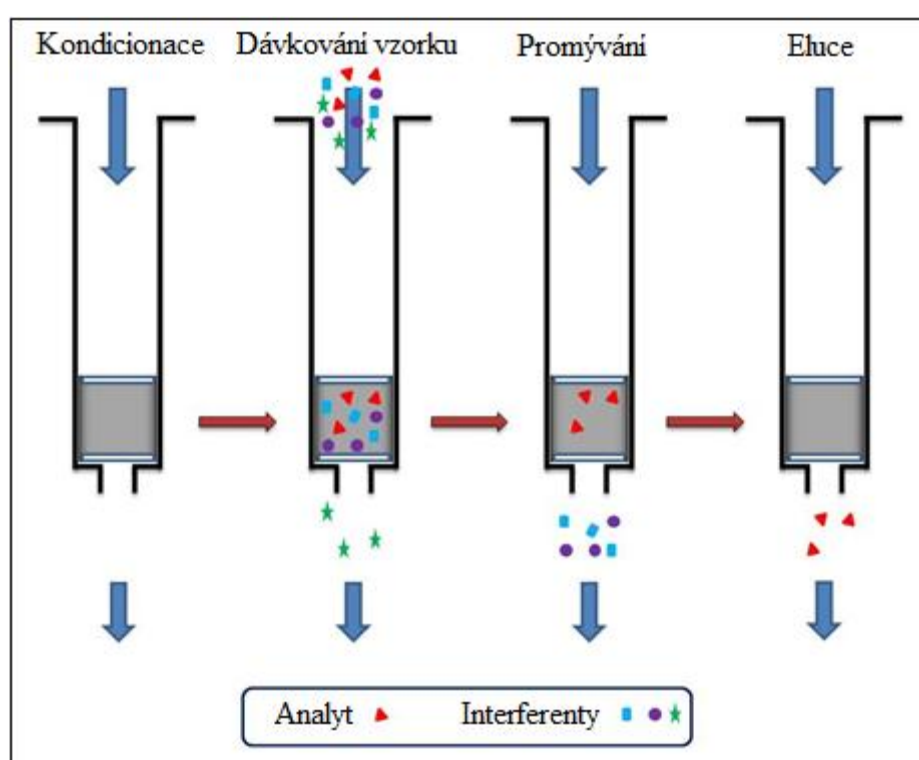 Kondicionace
Dávkování vzorku
Promývání
Eluce
Analyt
Interferenty